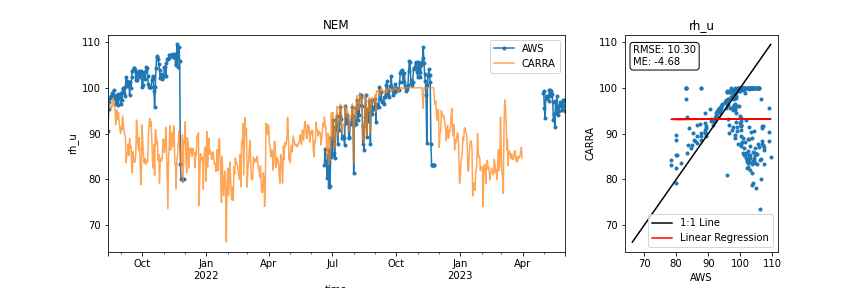 NEM
rh_u
110
100
90
80
70
rh_u
AWS
CARRA
Oct
Jan
2022
Apr
Jul
Oct
Jan
2023
Apr
time
110
100
90
80
70
CARRA
RMSE: 10.30
ME: -4.68
1:1 Line
Linear Regression
70
80
90
100
110
AWS